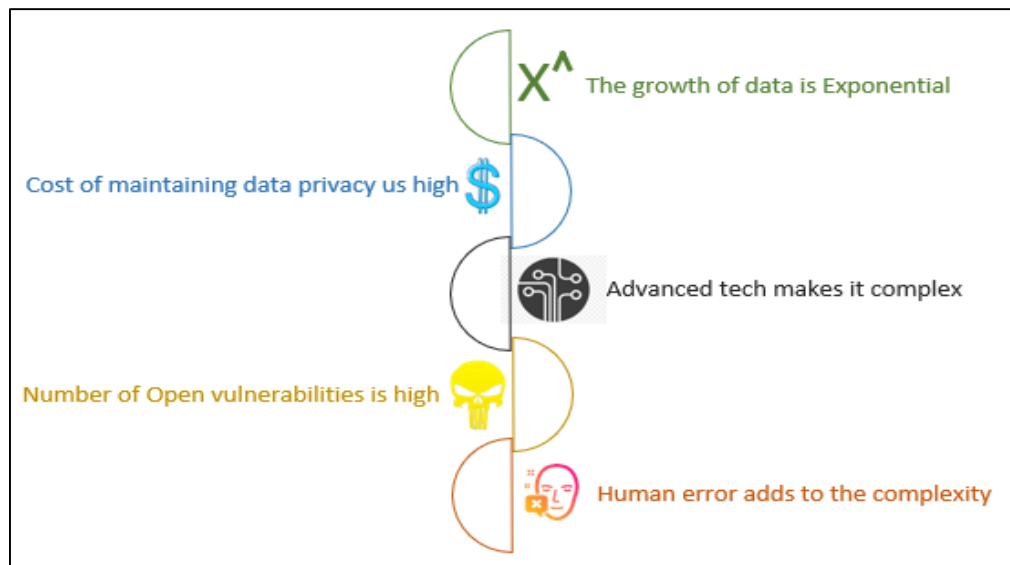 X^ The growth of data is Exponential
Cost of maintaining data privacy us high $
Advanced tech makes it complex
Number of Open vulnerabilities is high
Human error adds to the complexity